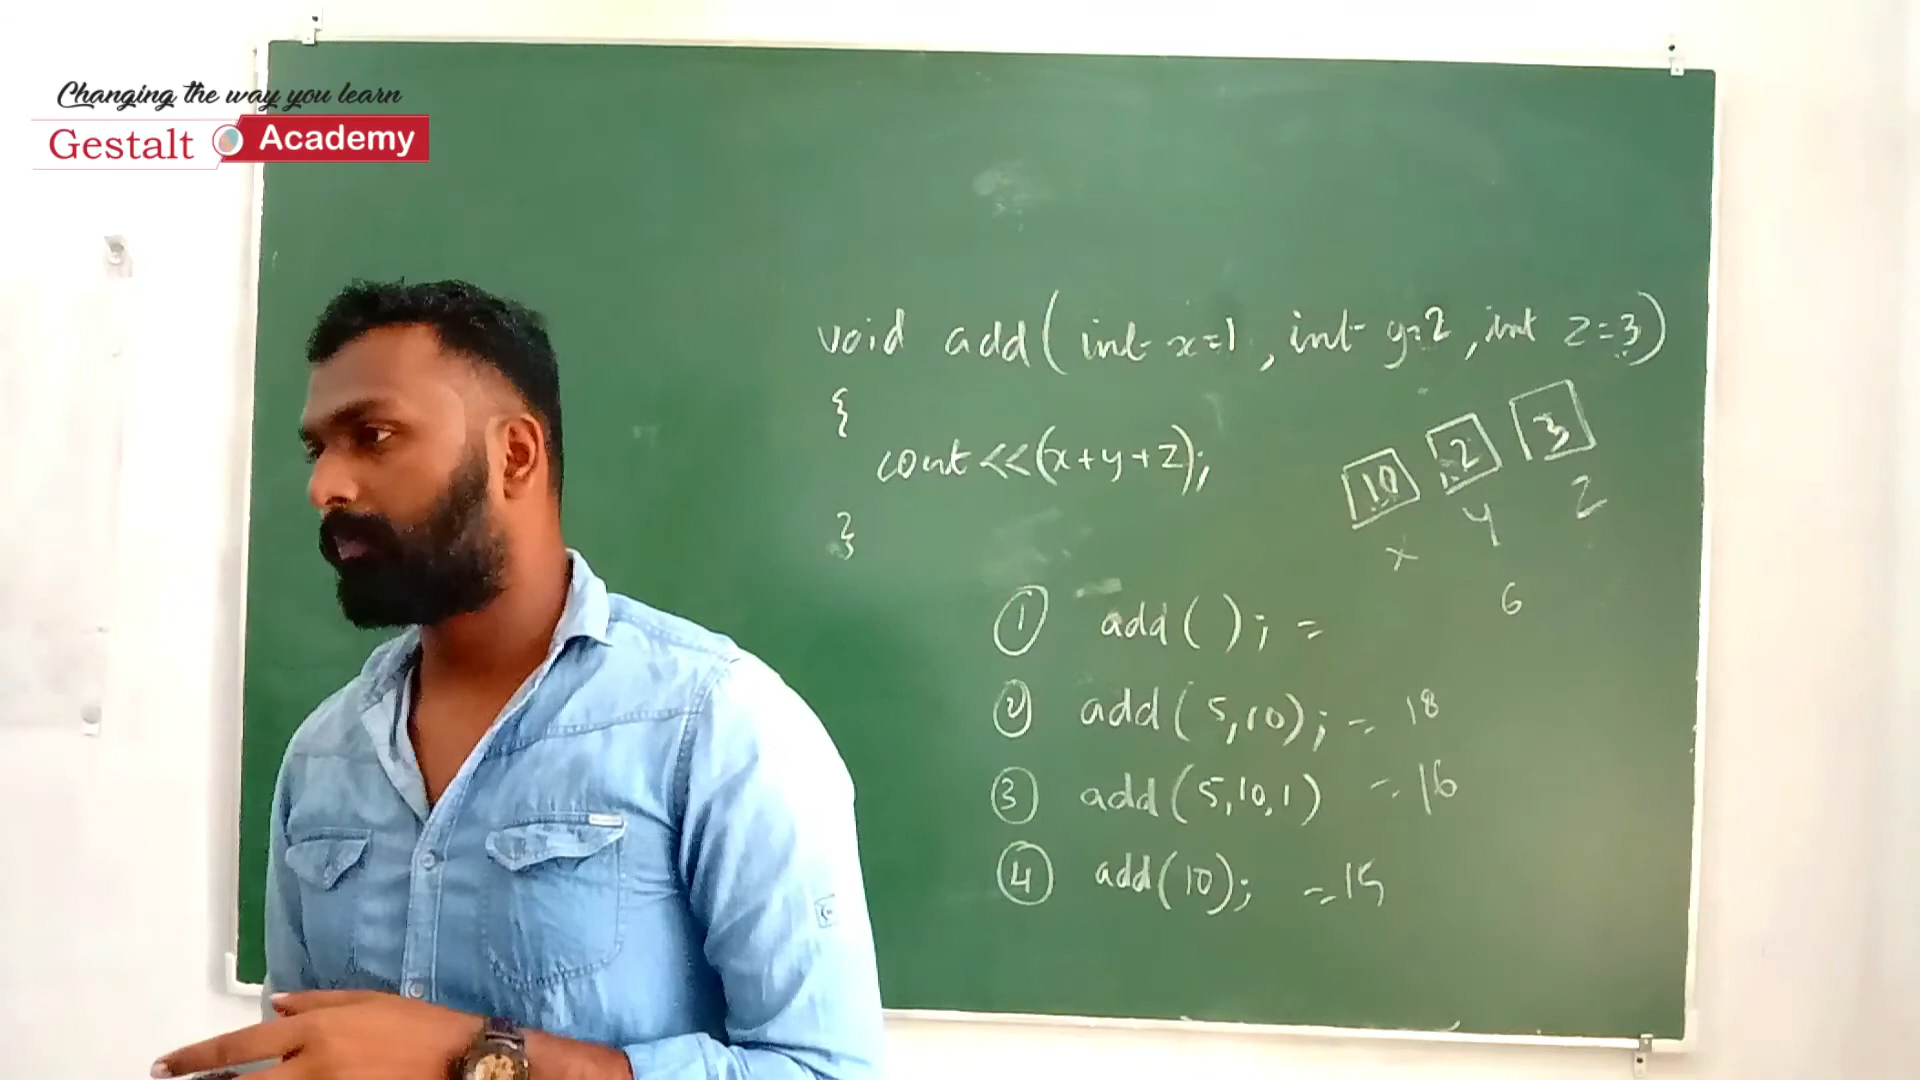 Changing the way you learn
Gestalt Academy
void add(int x=1, int y=2, int z=3)
{
cout<<(x+y+z);
}
10 2 3
x y z
6
① add( ); =
② add(5,10); = 18
③ add(5,10,1) = 16
④ add(10); = 15